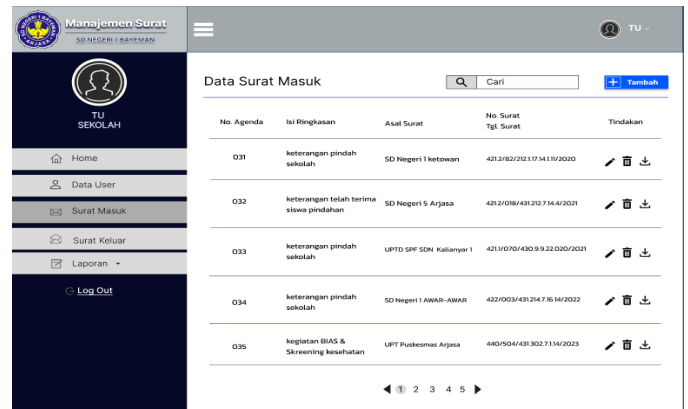 Manajemen Surat
SD NEGERI 1 BAYEMAN
TU
TU
SEKOLAH
Home
Data User
Surat Masuk
Surat Keluar
Laporan
Log Out
Data Surat Masuk
Cari
Tambah
No. Agenda
Isi Ringkasan
Asal Surat
No. Surat
Tgl. Surat
Tindakan
031
keterangan pindah
sekolah
SD Negeri 1 ketowan
421.2/82/212.1.17.14.1.11/2020
032
keterangan telah terima
siswa pindahan
SD Negeri 5 Arjasa
421.2/018/431.212.7.14.4/2021
033
keterangan pindah
sekolah
UPTD SPF SDN Kalianyar 1
421.1/070/430.9.9.22.020/2021
034
keterangan pindah
sekolah
SD Negeri 1 AWAR-AWAR
422/003/431.214.7.16.14/2022
035
kegiatan BIAS &
Skreening kesehatan
UPT Puskesmas Arjasa
440/504/431.302.7.1.14/2023
1 2 3 4 5